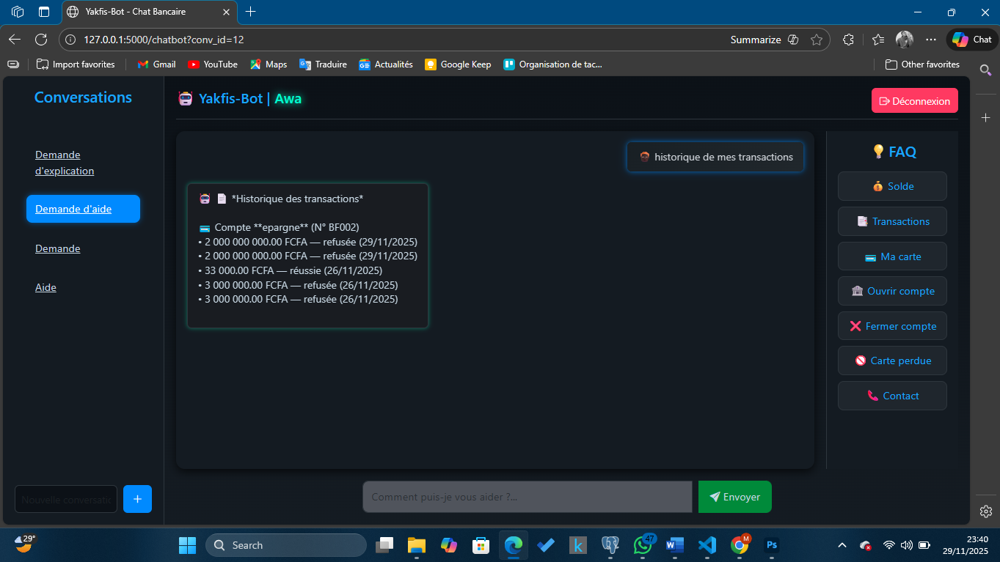 Yakfis-Bot - Chat Bancaire
127.0.0.1:5000/chatbot?conv_id=12
Summarize
Chat
Import favorites
Gmail
YouTube
Maps
Traduire
Actualités
Google Keep
Organisation de tac...
Other favorites
Conversations
Demande
d'explication
Demande d'aide
Demande
Aide
Nouvelle conversatio
+
Yakfis-Bot | Awa
Déconnexion
historique de mes transactions
*Historique des transactions*
Compte **epargne** (N° BF002)
• 2 000 000 000.00 FCFA — refusée (29/11/2025)
• 2 000 000 000.00 FCFA — refusée (29/11/2025)
• 33 000.00 FCFA — réussie (26/11/2025)
• 3 000 000.00 FCFA — refusée (26/11/2025)
• 3 000 000.00 FCFA — refusée (26/11/2025)
FAQ
Solde
Transactions
Ma carte
Ouvrir compte
Fermer compte
Carte perdue
Contact
Comment puis-je vous aider ?...
Envoyer
29°
Search
k
47
W
M
Ps
23:40
29/11/2025